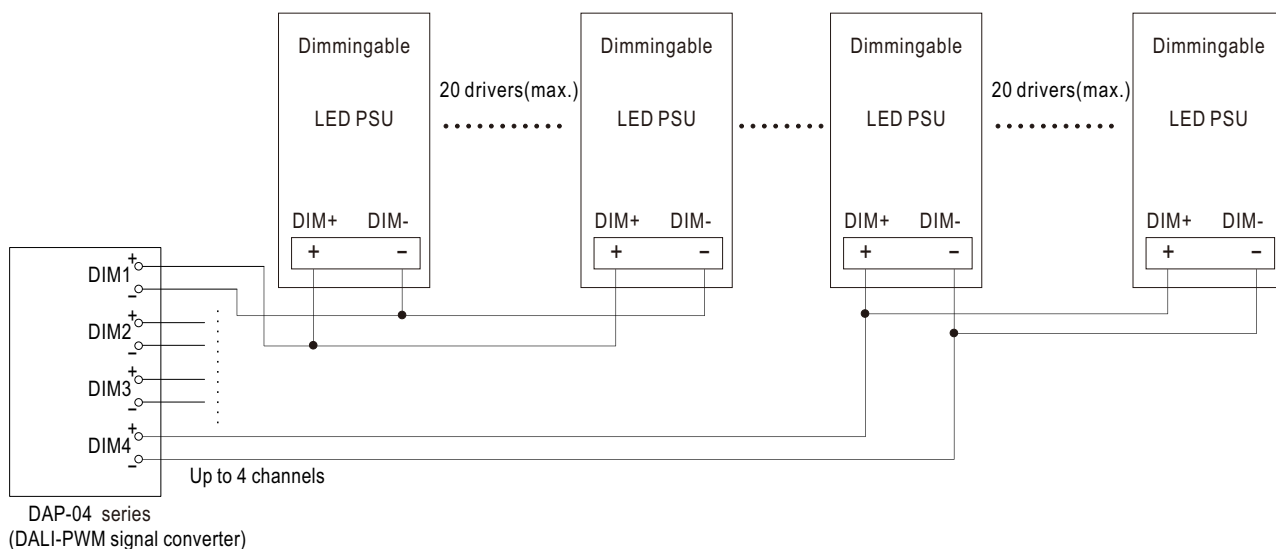 Dimmingable
Dimmingable
Dimmingable
Dimmingable
20 drivers(max.)
20 drivers(max.)
LED PSU
LED PSU
LED PSU
LED PSU
DIM+ DIM-
DIM+ DIM-
DIM+ DIM-
DIM+ DIM-
+ −
+ −
+ −
+ −
DIM1
+
−
DIM2
+
−
DIM3
+
−
DIM4
+
−
Up to 4 channels
DAP-04 series
(DALI-PWM signal converter)